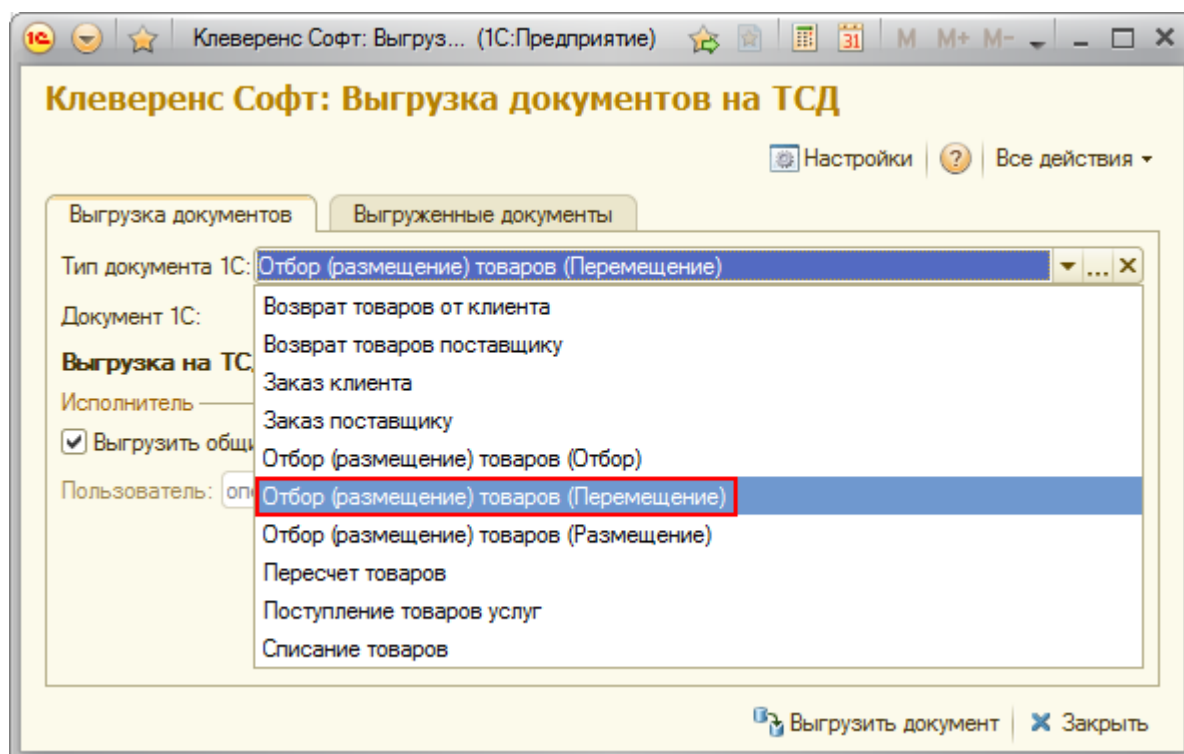 Клеверенс Софт: Выгруз... (1С:Предприятие) 31 M M+ M-
Клеверенс Софт: Выгрузка документов на ТСД
Настройки ? Все действия
Выгрузка документов Выгруженные документы
Тип документа 1С: Отбор (размещение) товаров (Перемещение) ...
Документ 1С:
Возврат товаров от клиента
Возврат товаров поставщику
Заказ клиента
Заказ поставщику
Отбор (размещение) товаров (Отбор)
Отбор (размещение) товаров (Перемещение)
Отбор (размещение) товаров (Размещение)
Пересчет товаров
Поступление товаров услуг
Списание товаров
Выгрузка на ТС
Исполнитель
Выгрузить общи
Пользователь: опе
Выгрузить документ Закрыть